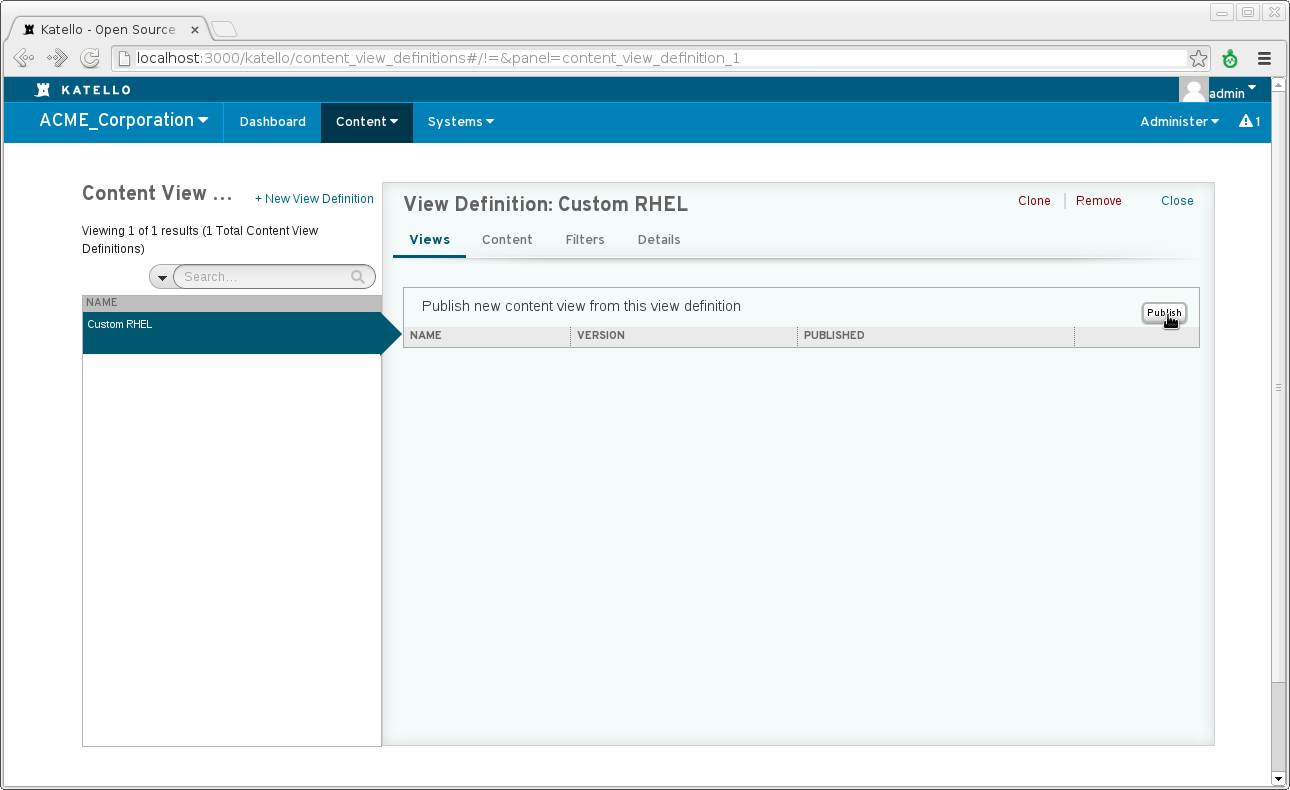 Katello - Open Source
localhost:3000/katello/content_view_definitions#/!=&panel=content_view_definition_1
KATELLO
admin
ACME_Corporation
Dashboard
Content
Systems
Administer
1
Content View ...
+ New View Definition
Viewing 1 of 1 results (1 Total Content View
Definitions)
Search...
NAME
Custom RHEL
View Definition: Custom RHEL
Clone
Remove
Close
Views
Content
Filters
Details
Publish new content view from this view definition
Publish
NAME
VERSION
PUBLISHED